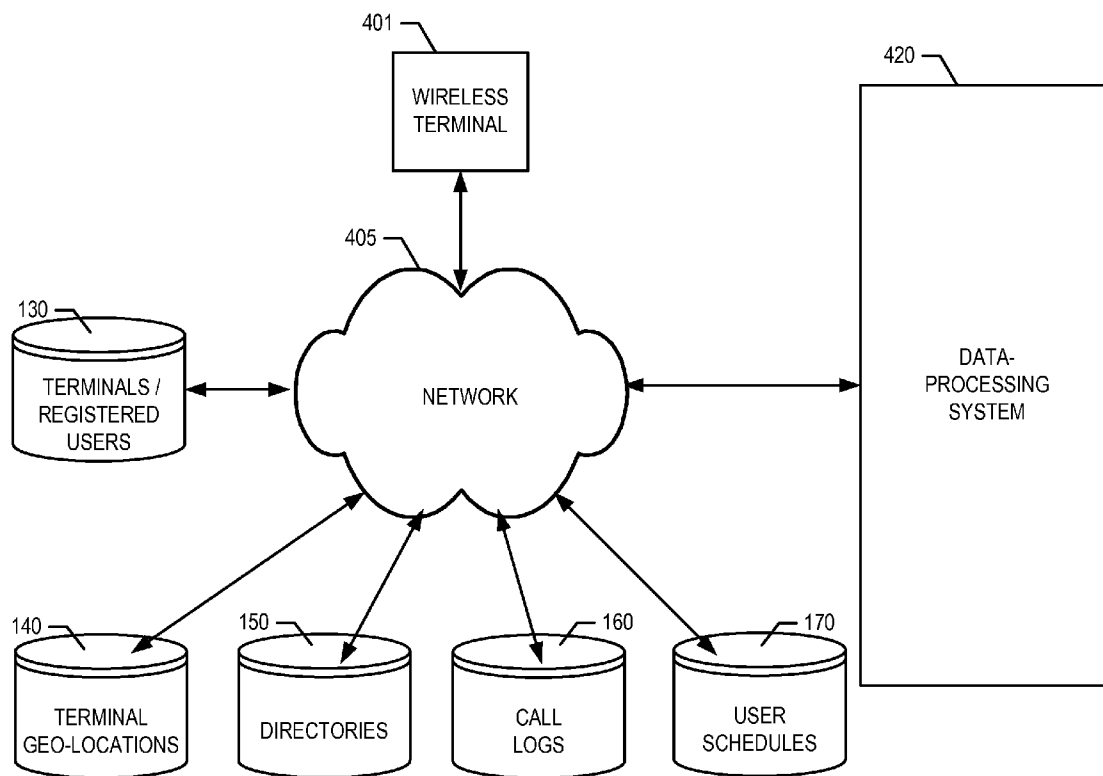 401
WIRELESS
TERMINAL
420
405
130
TERMINALS /
REGISTERED
USERS
NETWORK
DATA-
PROCESSING
SYSTEM
140
TERMINAL
GEO-LOCATIONS
150
DIRECTORIES
160
CALL
LOGS
170
USER
SCHEDULES